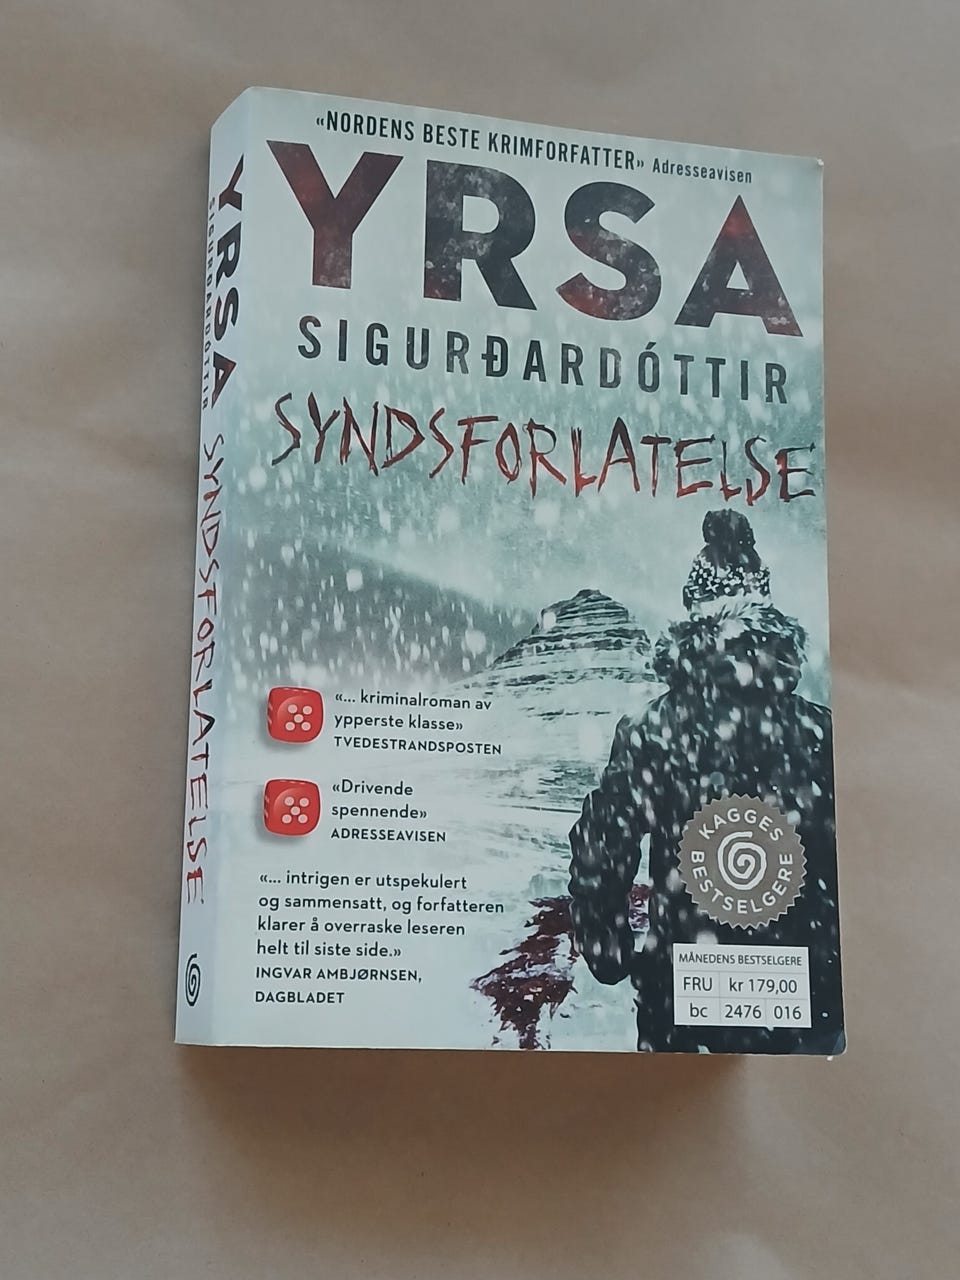 «NORDENS BESTE KRIMFORFATTER» Adresseavisen
YRSA
SIGURÐARDÓTTIR
SYNDSFORLATELSE
«... kriminalroman av
ypperste klasse»
TVEDESTRANDSPOSTEN
«Drivende
spennende»
ADRESSEAVISEN
«... intrigen er utspekulert
og sammensatt, og forfatteren
klarer å overraske leseren
helt til siste side.»
INGVAR AMBJØRNSEN,
DAGBLADET
KAGGES
BESTSELGERE
MÅNEDENS BESTSELGERE
FRU kr 179,00
bc 2476 016
YRSA
SIGURÐARDÓTTIR
SYNDSFORLATELSE